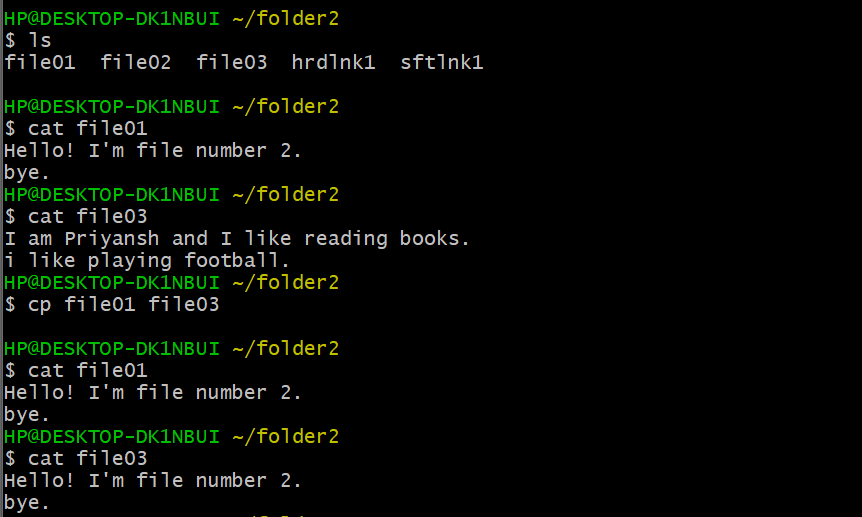 HP@DESKTOP-DK1NBUI ~/folder2
$ ls
file01  file02  file03  hrdlnk1  sftlnk1
HP@DESKTOP-DK1NBUI ~/folder2
$ cat file01
Hello! I'm file number 2.
bye.
HP@DESKTOP-DK1NBUI ~/folder2
$ cat file03
I am Priyansh and I like reading books.
i like playing football.
HP@DESKTOP-DK1NBUI ~/folder2
$ cp file01 file03
HP@DESKTOP-DK1NBUI ~/folder2
$ cat file01
Hello! I'm file number 2.
bye.
HP@DESKTOP-DK1NBUI ~/folder2
$ cat file03
Hello! I'm file number 2.
bye.